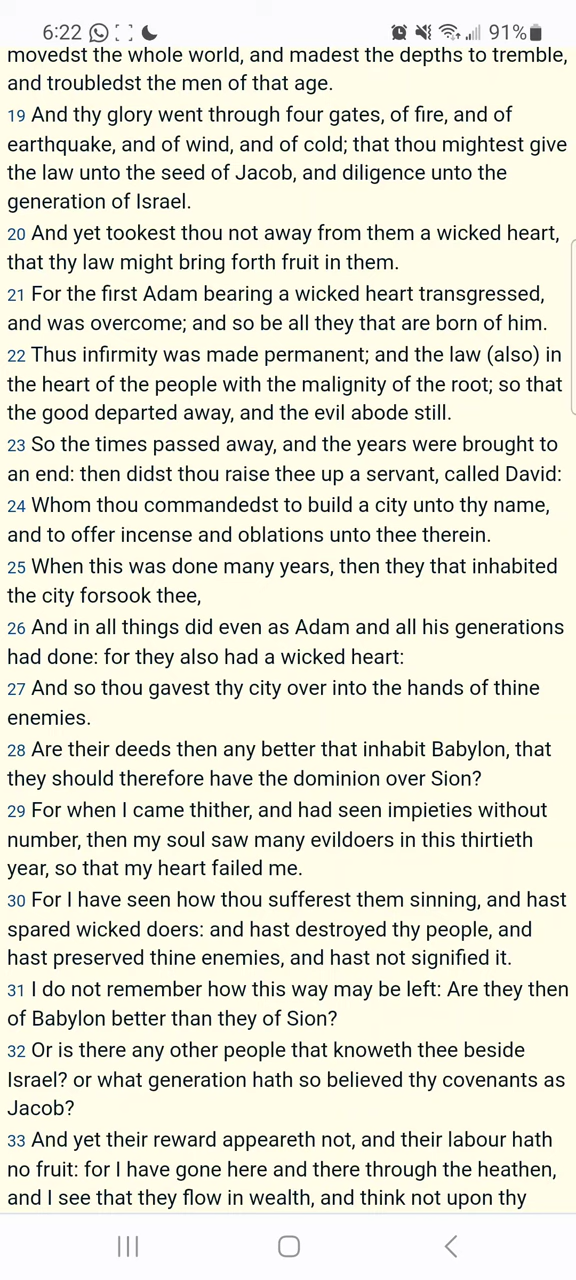 6:22
91%
movedst the whole world, and madest the depths to tremble,
and troubledst the men of that age.
19 And thy glory went through four gates, of fire, and of
earthquake, and of wind, and of cold; that thou mightest give
the law unto the seed of Jacob, and diligence unto the
generation of Israel.
20 And yet tookest thou not away from them a wicked heart,
that thy law might bring forth fruit in them.
21 For the first Adam bearing a wicked heart transgressed,
and was overcome; and so be all they that are born of him.
22 Thus infirmity was made permanent; and the law (also) in
the heart of the people with the malignity of the root; so that
the good departed away, and the evil abode still.
23 So the times passed away, and the years were brought to
an end: then didst thou raise thee up a servant, called David:
24 Whom thou commandedst to build a city unto thy name,
and to offer incense and oblations unto thee therein.
25 When this was done many years, then they that inhabited
the city forsook thee,
26 And in all things did even as Adam and all his generations
had done: for they also had a wicked heart:
27 And so thou gavest thy city over into the hands of thine
enemies.
28 Are their deeds then any better that inhabit Babylon, that
they should therefore have the dominion over Sion?
29 For when I came thither, and had seen impieties without
number, then my soul saw many evildoers in this thirtieth
year, so that my heart failed me.
30 For I have seen how thou sufferest them sinning, and hast
spared wicked doers: and hast destroyed thy people, and
hast preserved thine enemies, and hast not signified it.
31 I do not remember how this way may be left: Are they then
of Babylon better than they of Sion?
32 Or is there any other people that knoweth thee beside
Israel? or what generation hath so believed thy covenants as
Jacob?
33 And yet their reward appeareth not, and their labour hath
no fruit: for I have gone here and there through the heathen,
and I see that they flow in wealth, and think not upon thy